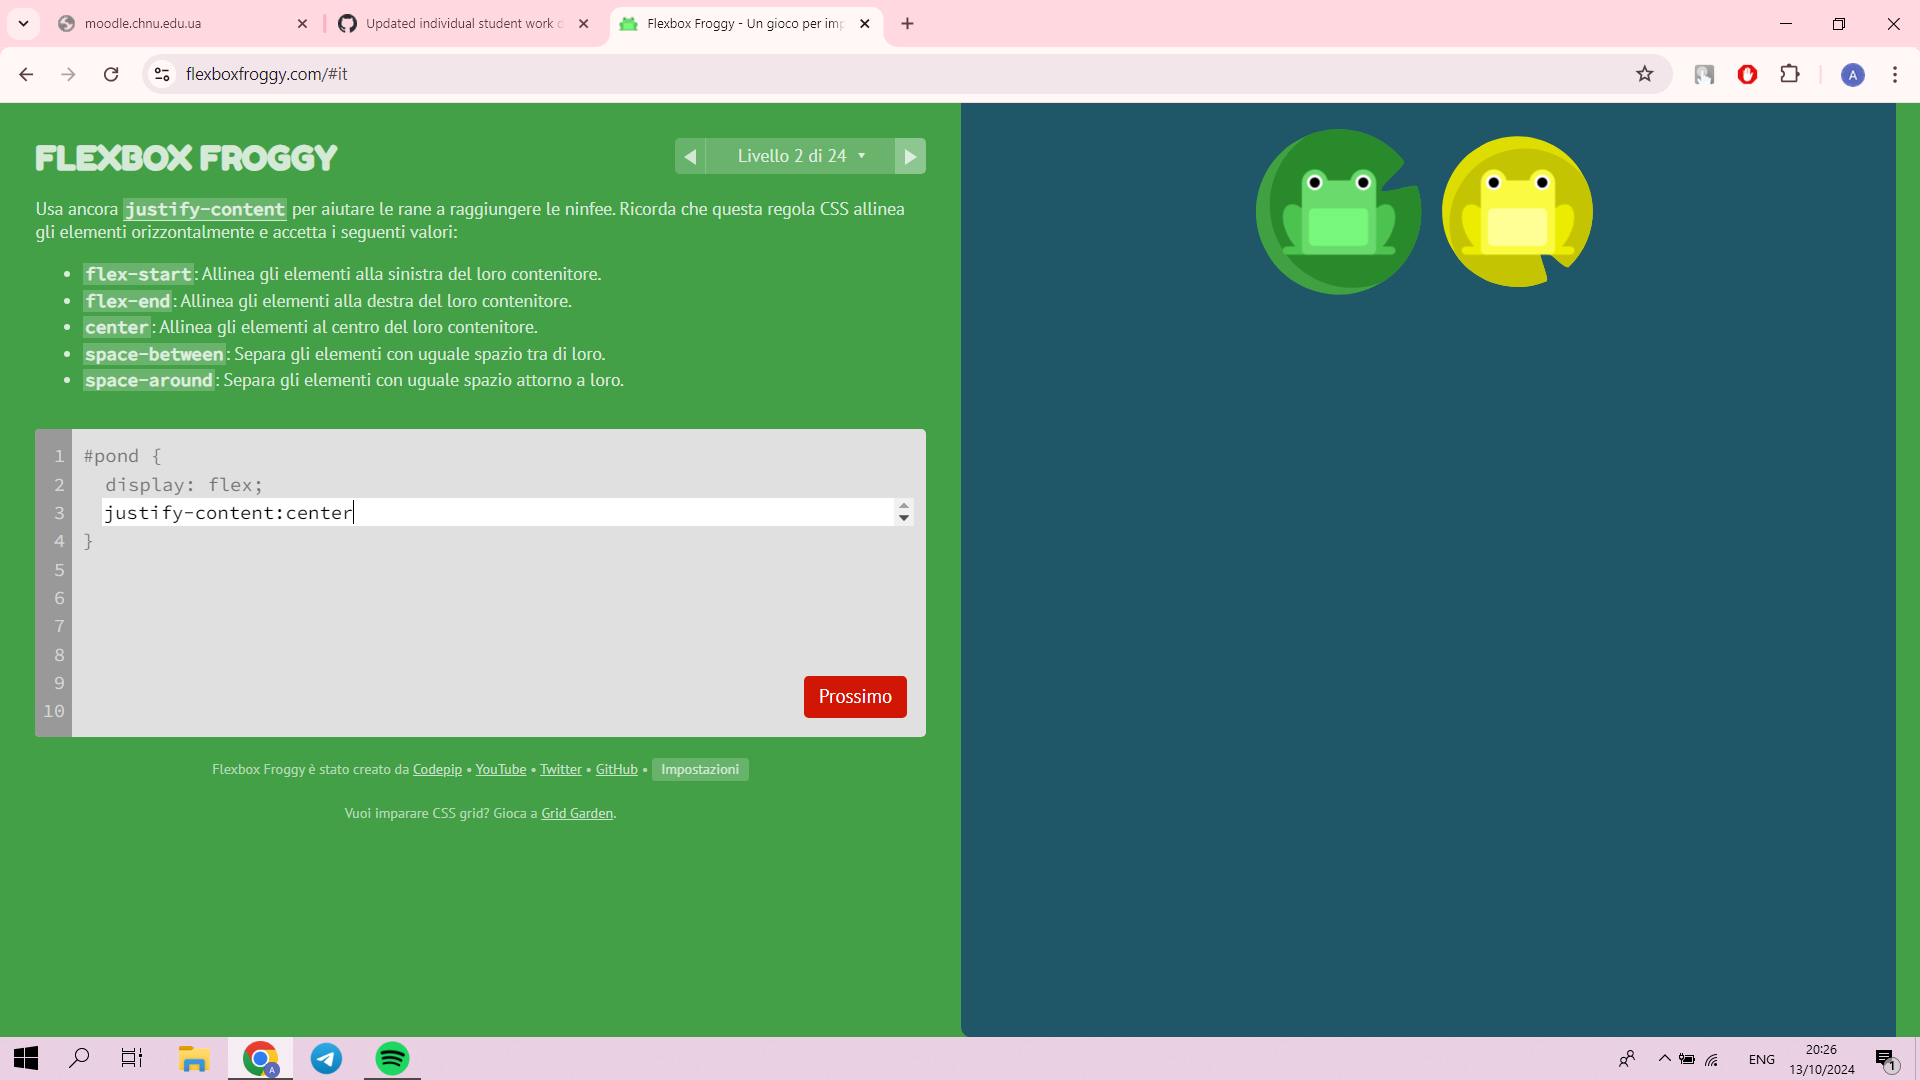 moodle.chnu.edu.ua
Updated individual student work
Flexbox Froggy - Un gioco per imp
flexboxfroggy.com/#it
A
FLEXBOX FROGGY
Livello 2 di 24
Usa ancora justify-content per aiutare le rane a raggiungere le ninfee. Ricorda che questa regola CSS allinea
gli elementi orizzontalmente e accetta i seguenti valori:
• flex-start: Allinea gli elementi alla sinistra del loro contenitore.
• flex-end: Allinea gli elementi alla destra del loro contenitore.
• center: Allinea gli elementi al centro del loro contenitore.
• space-between: Separa gli elementi con uguale spazio tra di loro.
• space-around: Separa gli elementi con uguale spazio attorno a loro.
1 #pond {
2 display: flex;
3 justify-content:center
4 }
5
6
7
8
9
10
Prossimo
Flexbox Froggy è stato creato da Codepip • YouTube • Twitter • GitHub • Impostazioni
Vuoi imparare CSS grid? Gioca a Grid Garden.
A
ENG
20:26
13/10/2024
1